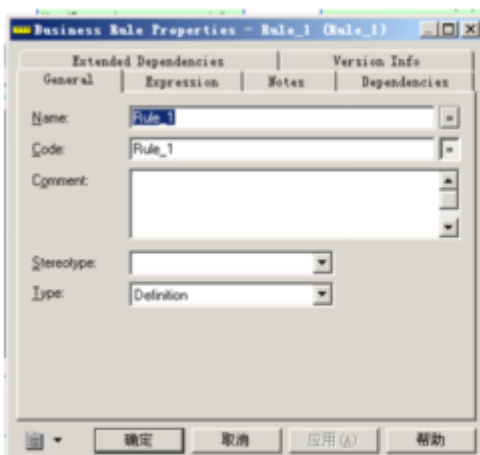 Business Rule Properties - Rule_1 (Rule_1)
Extended Dependencies Version Info
General Expression Notes Dependencies
Name: Rule_1 =
Code: Rule_1 =
Comment:
Stereotype:
Type: Definition
确定 取消 应用(A) 帮助